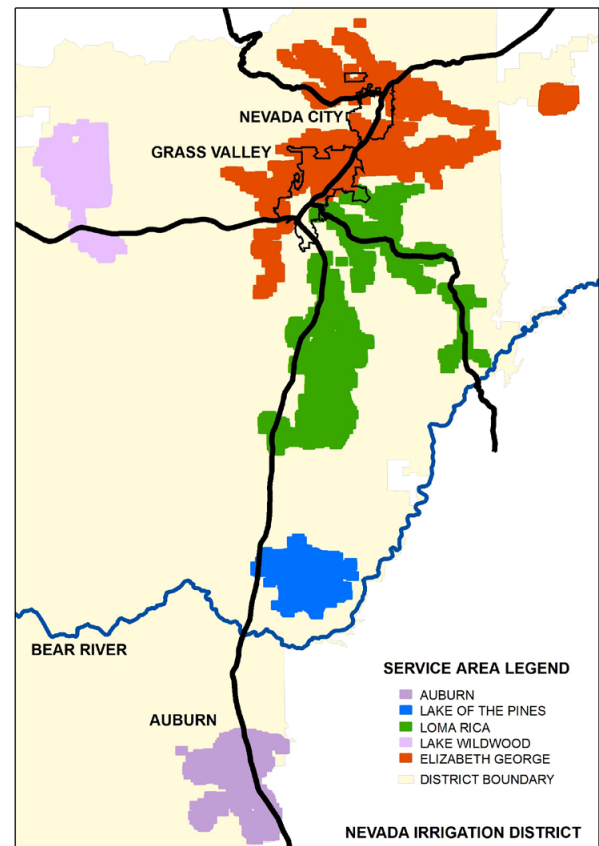 NEVADA CITY
GRASS VALLEY
BEAR RIVER
AUBURN
SERVICE AREA LEGEND
AUBURN
LAKE OF THE PINES
LOMA RICA
LAKE WILDWOOD
ELIZABETH GEORGE
DISTRICT BOUNDARY
NEVADA IRRIGATION DISTRICT